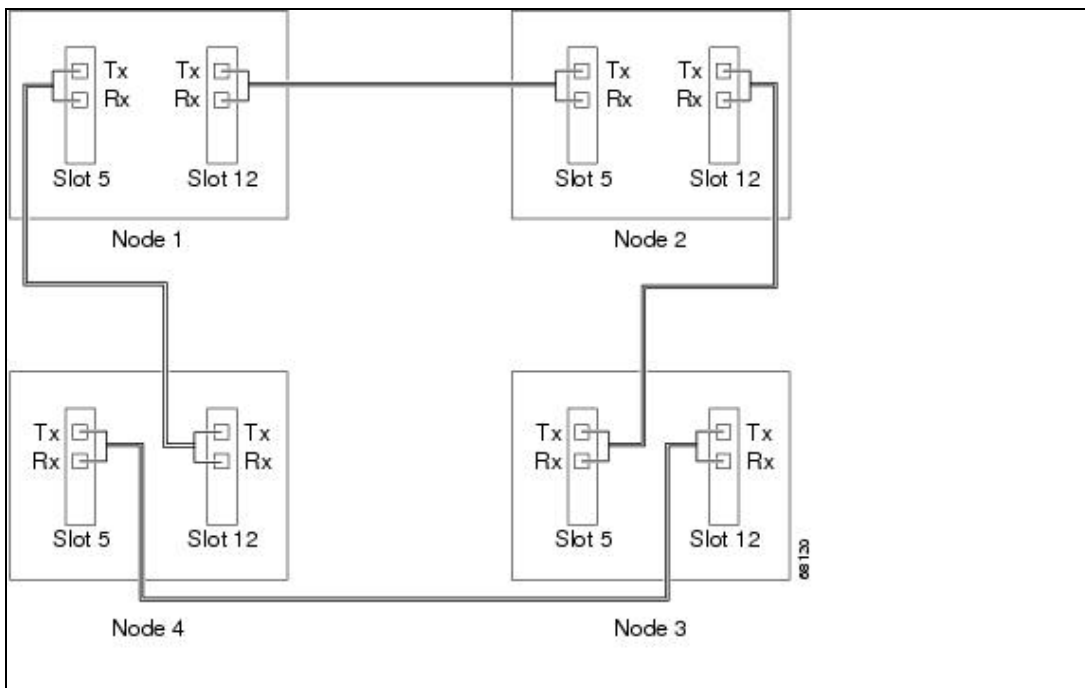 Tx Tx Tx Tx
Rx Rx Rx Rx
Slot 5 Slot 12 Slot 5 Slot 12
Node 1 Node 2
Tx Tx Tx Tx
Rx Rx Rx Rx
Slot 5 Slot 12 Slot 5 Slot 12
68120
Node 4 Node 3